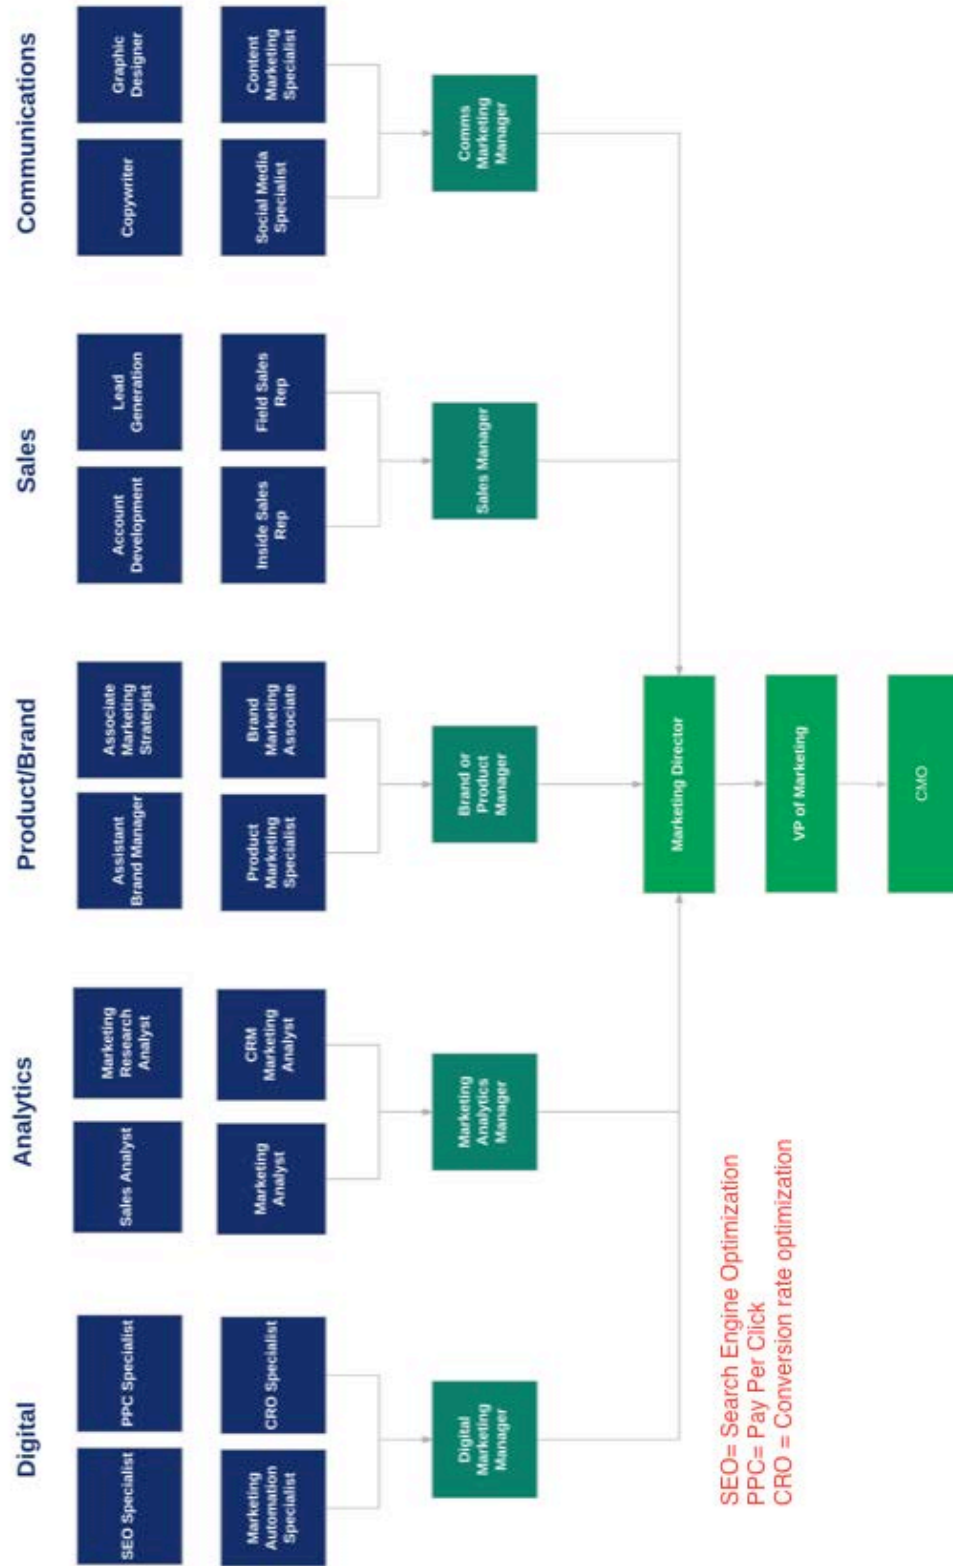 Digital
Analytics
Product/Brand
Sales
Communications
SEO Specialist
PPC Specialist
Sales Analyst
Marketing
Research
Analyst
Assistant
Brand Manager
Associate
Marketing
Strategist
Account
Development
Lead
Generation
Copywriter
Graphic
Designer
Marketing
Automation
Specialist
CRO Specialist
Marketing
Analyst
CRM
Marketing
Analyst
Product
Marketing
Specialist
Brand
Marketing
Associate
Inside Sales
Rep
Field Sales
Rep
Social Media
Specialist
Content
Marketing
Specialist
Digital
Marketing
Manager
Marketing
Analytics
Manager
Brand or
Product
Manager
Sales Manager
Comms
Marketing
Manager
Marketing Director
VP of Marketing
CMO
SEO= Search Engine Optimization
PPC= Pay Per Click
CRO = Conversion rate optimization